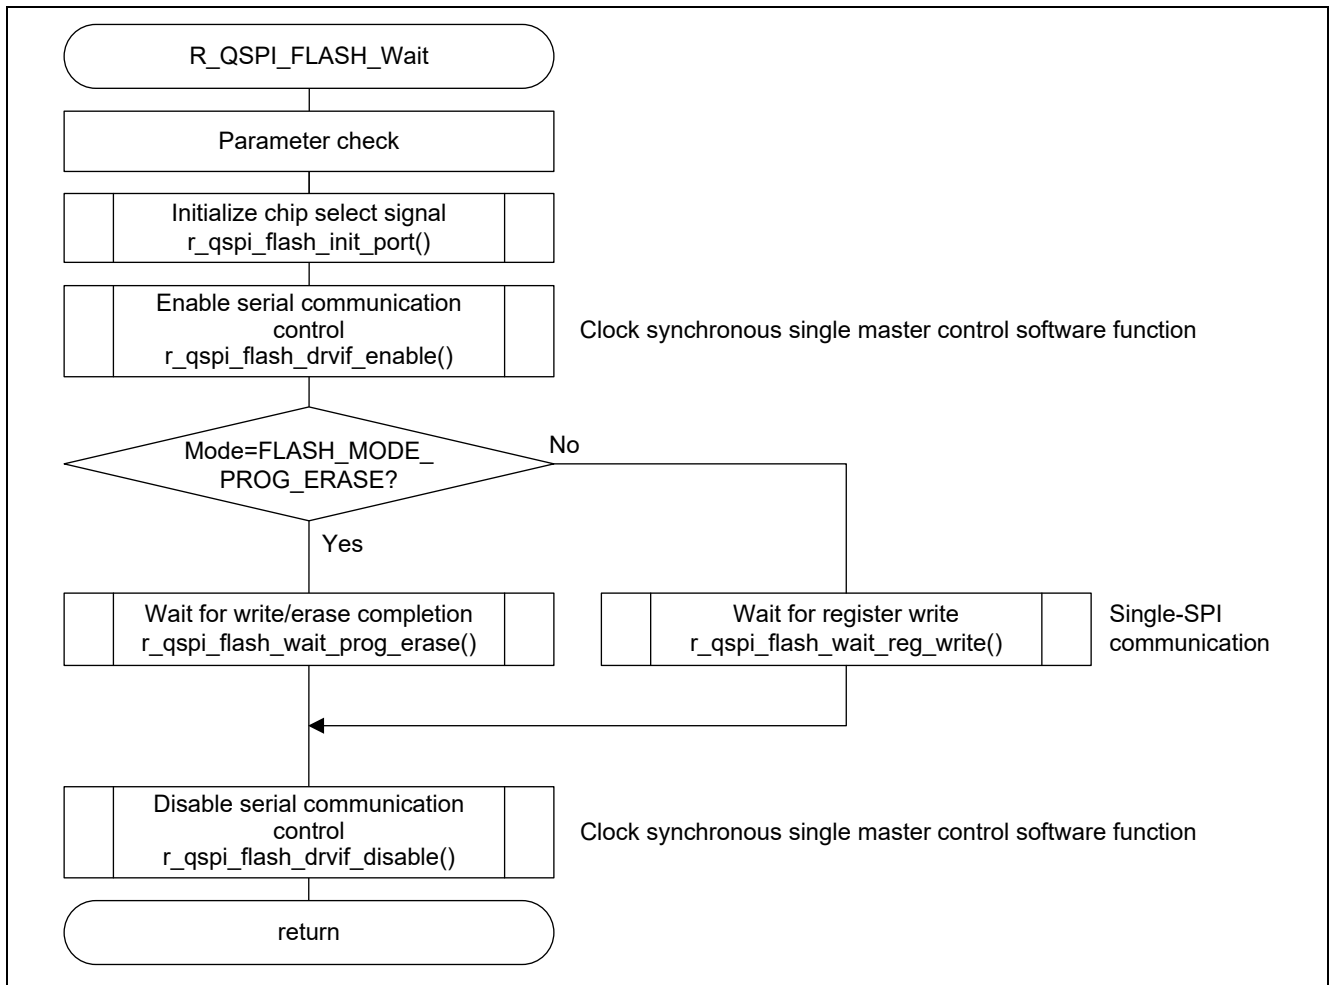 R_QSPI_FLASH_Wait
Parameter check
Initialize chip select signal
r_qspi_flash_init_port()
Enable serial communication
control
r_qspi_flash_drvif_enable()
Clock synchronous single master control software function
Mode=FLASH_MODE_
PROG_ERASE?
No
Yes
Wait for write/erase completion
r_qspi_flash_wait_prog_erase()
Wait for register write
r_qspi_flash_wait_reg_write()
Single-SPI
communication
Disable serial communication
control
r_qspi_flash_drvif_disable()
Clock synchronous single master control software function
return